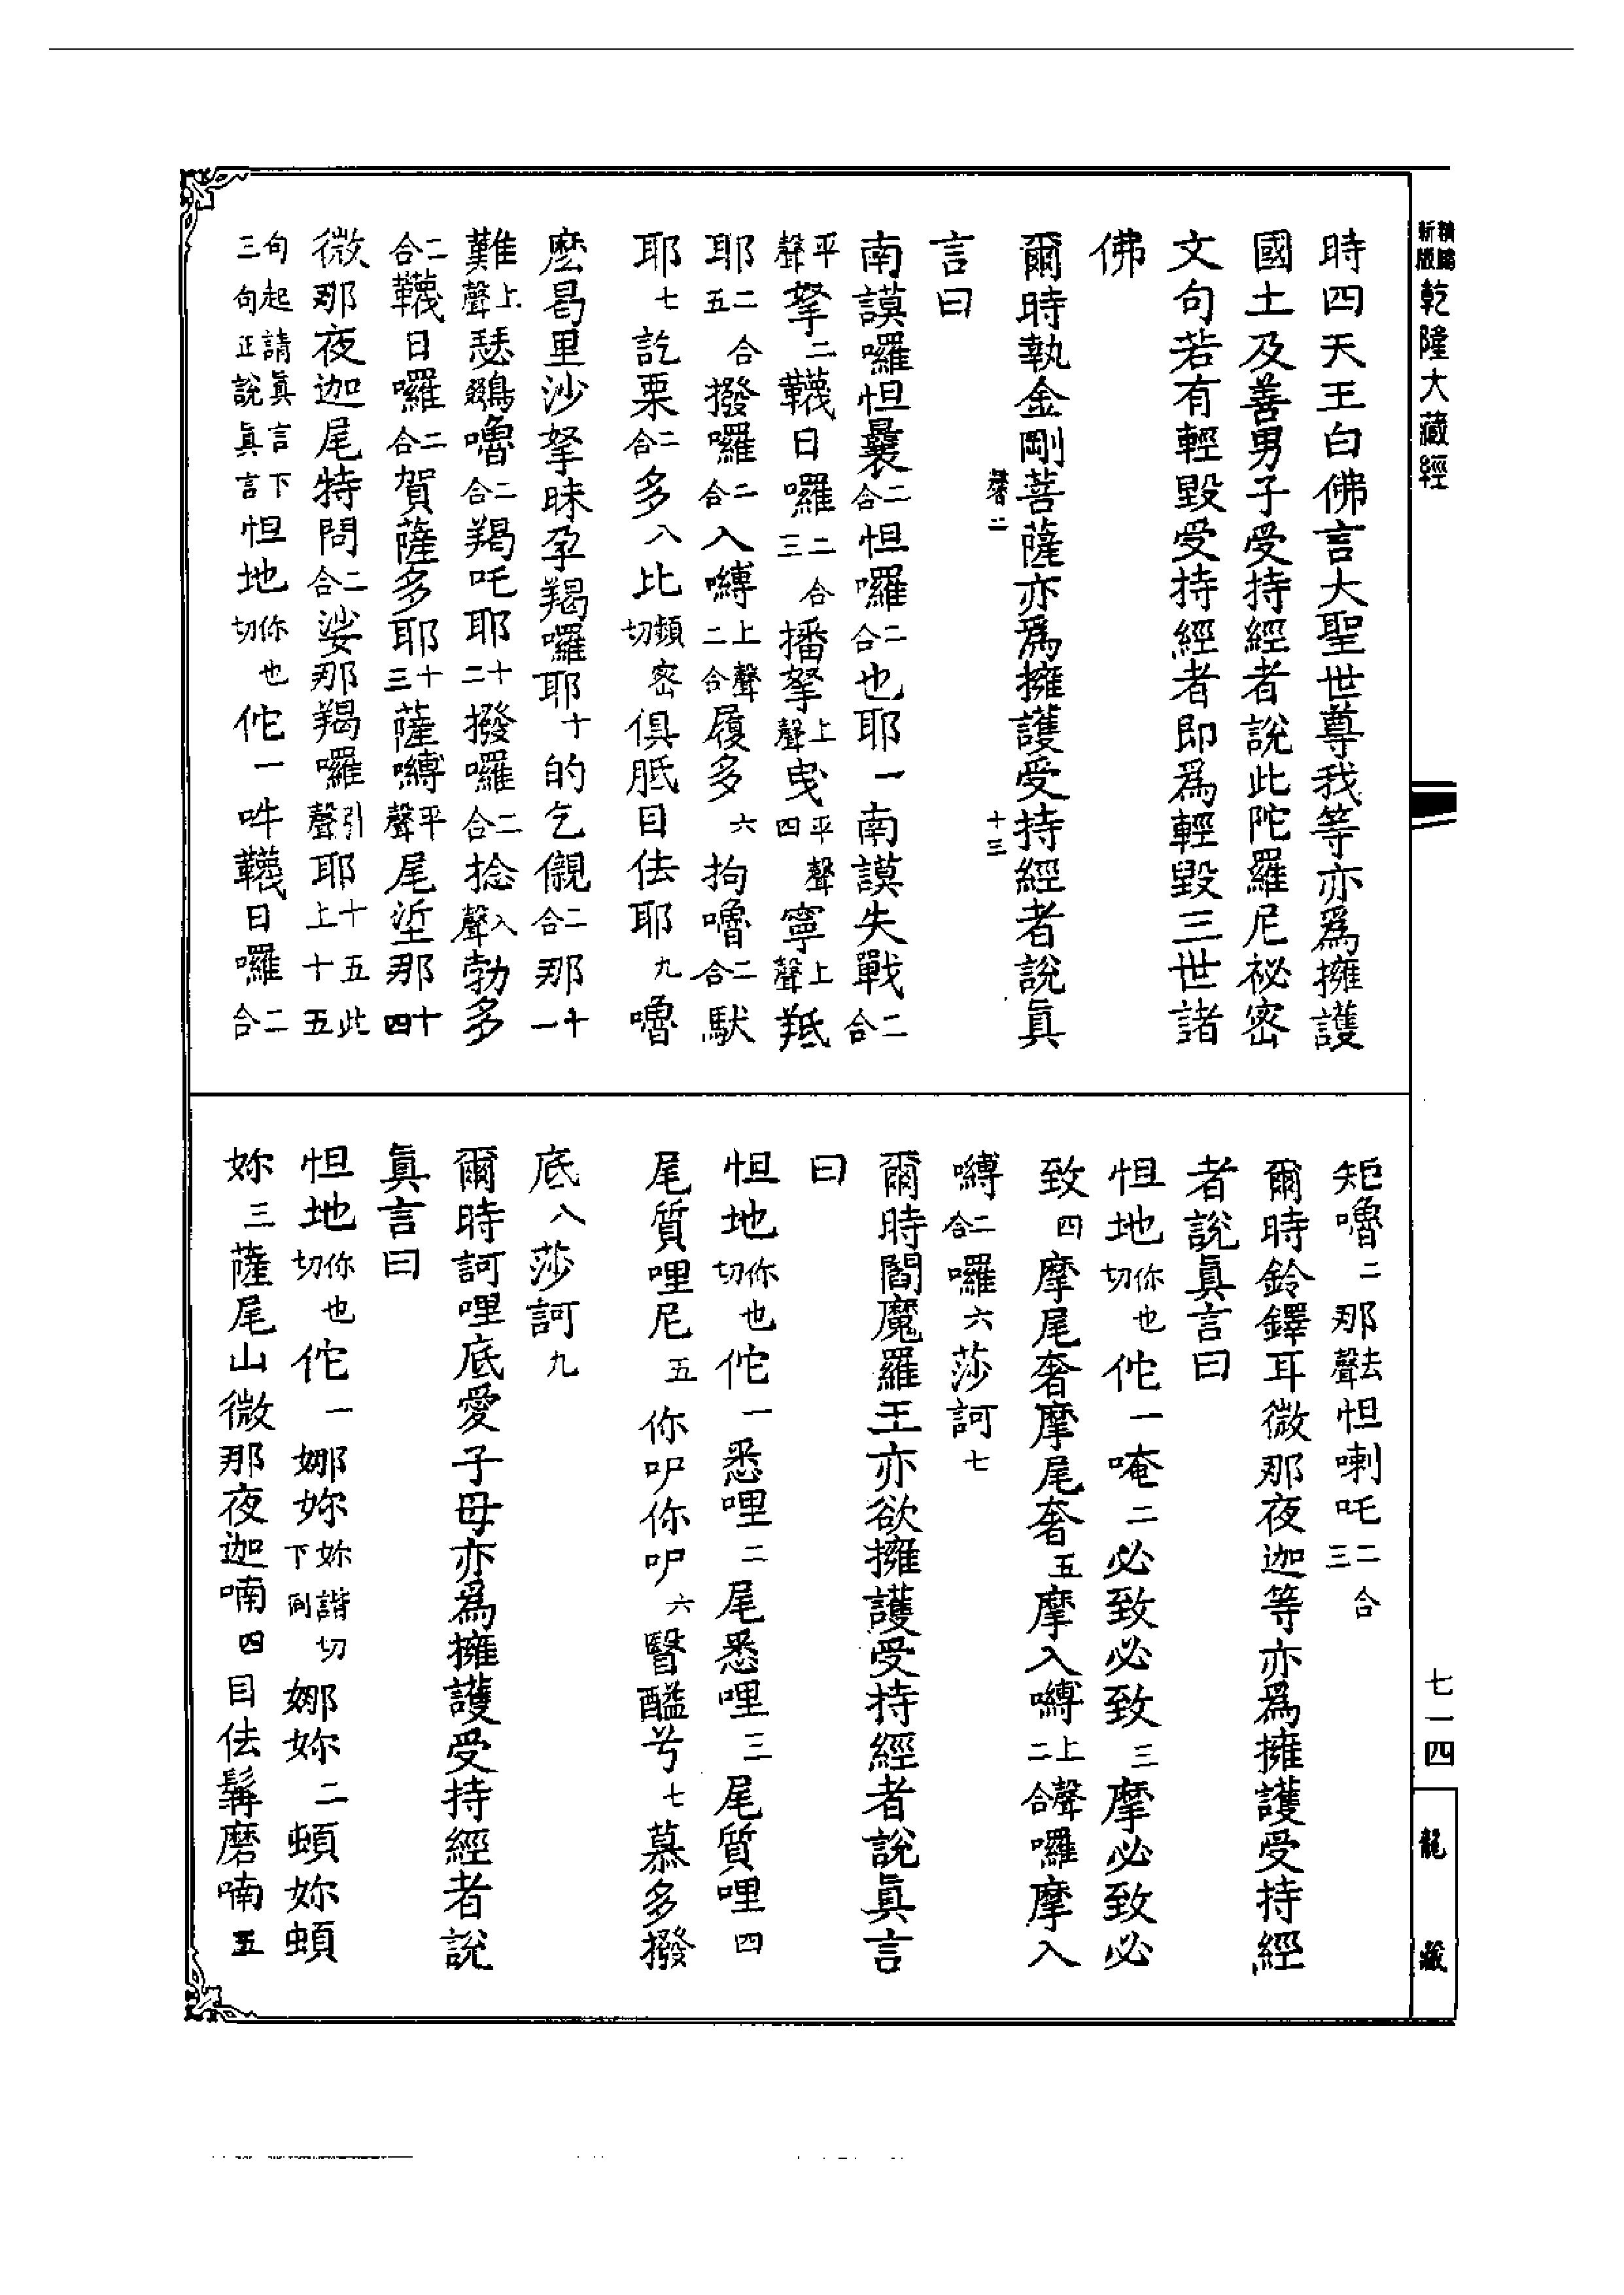 乾隆大藏經
時四天王白佛言大聖世尊我等亦爲擁護
國土及善男子受持經者說此陀羅尼祕密
文句若有輕毀受持經者即爲輕毀三世諸
佛
爾時執金剛菩薩亦爲擁護受持經者說眞
十三
言曰
南謨囉怛曩二合怛囉二合也耶一南謨失戰二合
平聲拏二韈日囉二合三播拏上聲曳平聲四寧上聲羝
耶二合五撥囉二合入嚩上聲二合履多六拘嚕二合馱
耶七訖栗二合多八比頻密切俱胝目佉耶九嚕
麽曷里沙拏昧孕羯囉耶十的乞儭二合那十一
難上聲瑟鵽嚕二合羯吒耶十二撥囉二合捻入聲勃多
二合韈日囉二合賀薩多耶十三薩嚩平聲尾坒那十四
微那夜迦尾特問二合娑那羯囉引聲耶十五此上十五
句起請眞言下三句正說眞言怛地你也切佗一吽韈日囉二合
矩嚕二那去聲怛喇吒二合三
爾時鈴鐸耳微那夜迦等亦爲擁護受持經
者說眞言曰
怛地你也切佗一唵二必致必致三摩必致必
致四摩尾奢摩尾奢五摩入嚩上聲二合囉摩入
嚩二合囉六莎訶七
爾時閻魔羅王亦欲擁護受持經者說眞言
曰
怛地你也切佗一悉哩二尾悉哩三尾質哩四
尾質哩尼五你呎你呎六瞖醯兮七慕多撥
底八莎訶九
爾時訶哩底愛子母亦為擁護受持經者說
眞言曰
怛地你也切佗一娜妳妳諧切下同娜妳二頓妳頓
妳三薩尾山微那夜迦喃四目佉髯磨喃五
七一四
龍藏